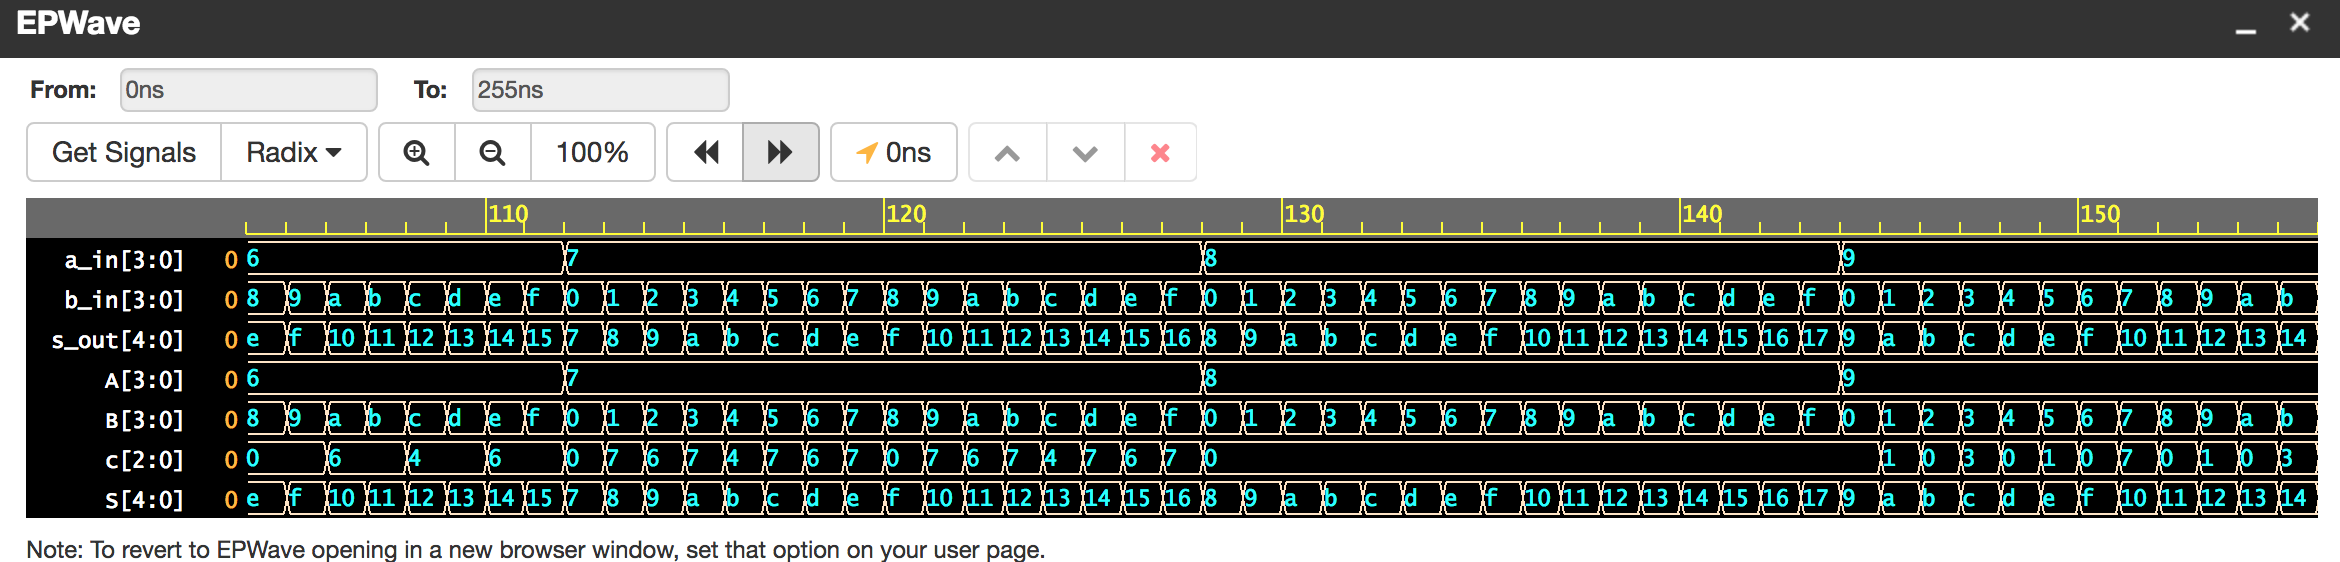 EPWave
From: 0ns To: 255ns
Get Signals Radix 100% 0ns
110 120 130 140 150
a_in[3:0] 0 6 7 8 9
b_in[3:0] 0 8 9 a b c d e f 0 1 2 3 4 5 6 7 8 9 a b c d e f 0 1 2 3 4 5 6 7 8 9 a b c d e f 0 1 2 3 4 5 6 7 8 9 a b
s_out[4:0] 0 e f 10 11 12 13 14 15 7 8 9 a b c d e f 10 11 12 13 14 15 16 8 9 a b c d e f 10 11 12 13 14 15 16 17 9 a b c d e f 10 11 12 13 14
A[3:0] 0 6 7 8 9
B[3:0] 0 8 9 a b c d e f 0 1 2 3 4 5 6 7 8 9 a b c d e f 0 1 2 3 4 5 6 7 8 9 a b c d e f 0 1 2 3 4 5 6 7 8 9 a b
c[2:0] 0 0 6 4 6 0 7 6 7 4 7 6 7 0 7 6 7 4 7 6 7 0 1 0 3 0 1 0 7 0 1 0 3
S[4:0] 0 e f 10 11 12 13 14 15 7 8 9 a b c d e f 10 11 12 13 14 15 16 8 9 a b c d e f 10 11 12 13 14 15 16 17 9 a b c d e f 10 11 12 13 14
Note: To revert to EPWave opening in a new browser window, set that option on your user page.